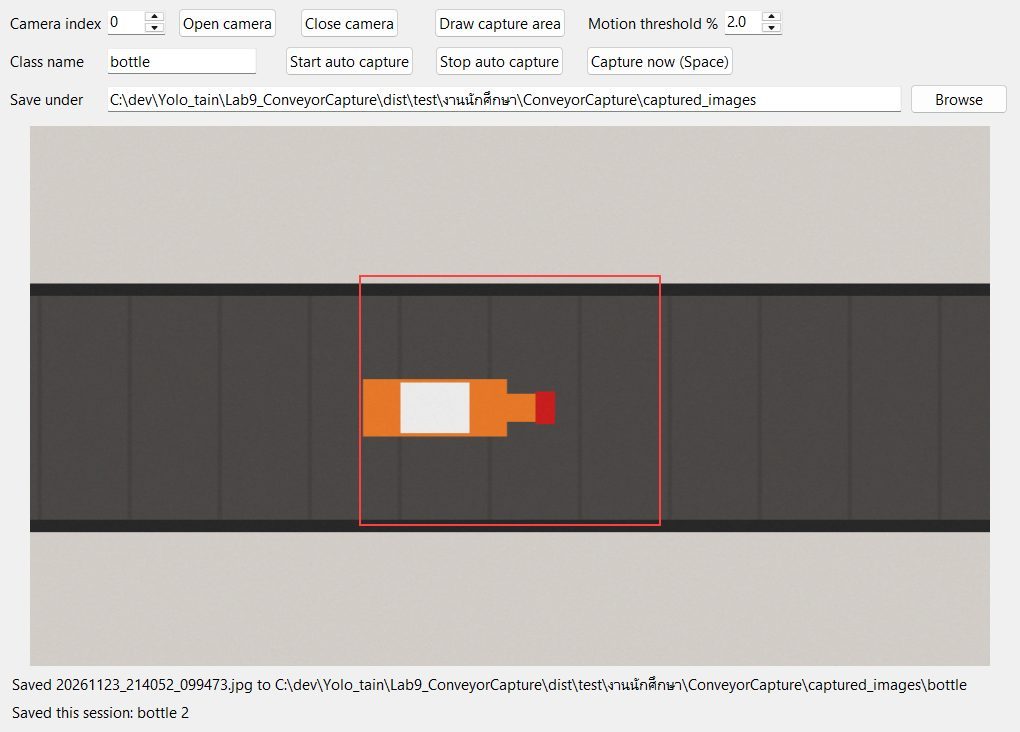 Camera index 0 Open camera Close camera Draw capture area Motion threshold % 2.0
Class name bottle Start auto capture Stop auto capture Capture now (Space)
Save under C:\dev\Yolo_tain\Lab9_ConveyorCapture\dist\test\งานนักศึกษา\ConveyorCapture\captured_images Browse
Saved 20261123_214052_099473.jpg to C:\dev\Yolo_tain\Lab9_ConveyorCapture\dist\test\งานนักศึกษา\ConveyorCapture\captured_images\bottle
Saved this session: bottle 2